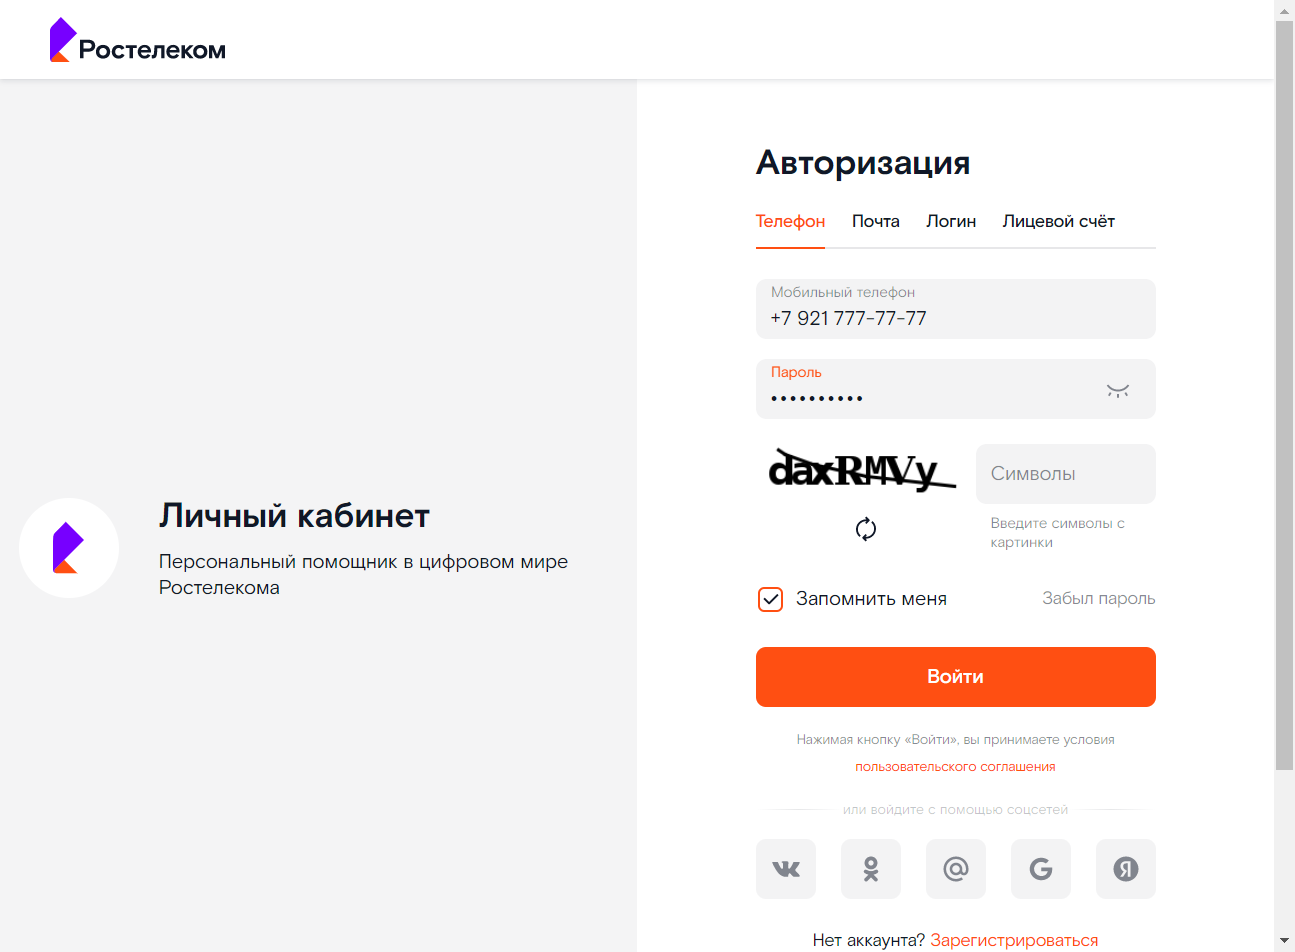 Ростелеком
Авторизация
Телефон Почта Логин Лицевой счёт
Мобильный телефон
+7 921 777-77-77
Пароль
••••••••••
daxRMVy
Символы
Введите символы с
картинки
Запомнить меня
Забыл пароль
Войти
Нажимая кнопку «Войти», вы принимаете условия
пользовательского соглашения
или войдите с помощью соцсетей
Нет аккаунта? Зарегистрироваться
Личный кабинет
Персональный помощник в цифровом мире
Ростелекома